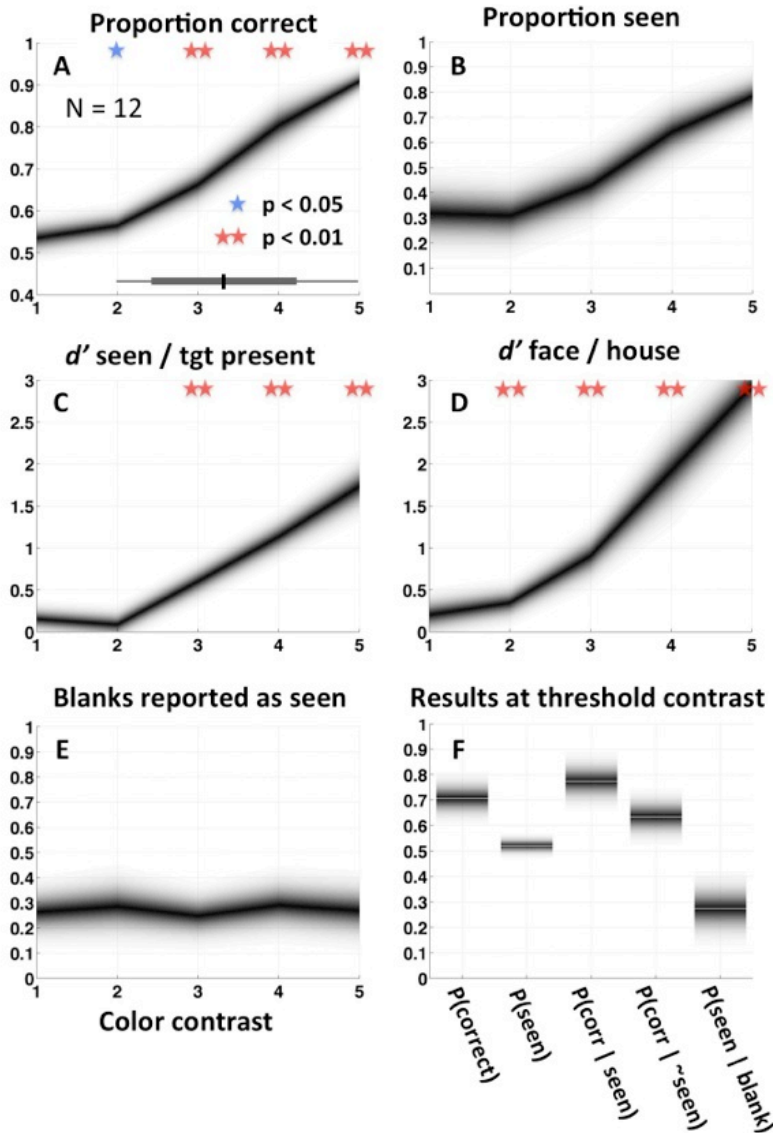 Proportion correct
A
N = 12
★ p < 0.05
★★ p < 0.01
1
0.9
0.8
0.7
0.6
0.5
0.4
1 2 3 4 5
Proportion seen
B
1
0.9
0.8
0.7
0.6
0.5
0.4
0.3
0.2
0.1
1 2 3 4 5
d' seen / tgt present
C
3
2.5
2
1.5
1
0.5
0
1 2 3 4 5
d' face / house
D
3
2.5
2
1.5
1
0.5
0
1 2 3 4 5
Blanks reported as seen
E
1
0.9
0.8
0.7
0.6
0.5
0.4
0.3
0.2
0.1
0
1 2 3 4 5
Color contrast
Results at threshold contrast
F
1
0.9
0.8
0.7
0.6
0.5
0.4
0.3
0.2
0.1
0
P(correct)
P(seen)
P(corr | seen)
P(corr | ~seen)
P(seen | blank)